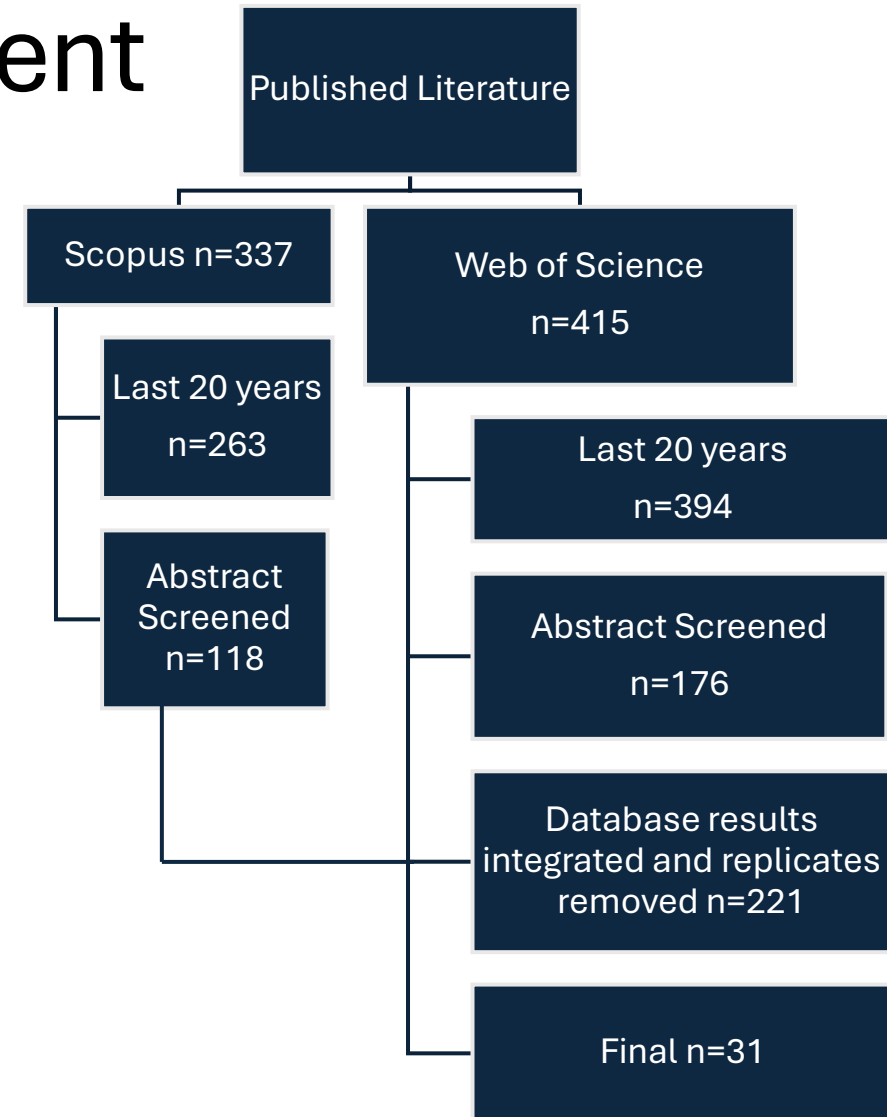 ent
Published Literature
Scopus n=337
Web of Science
n=415
Last 20 years
n=263
Last 20 years
n=394
Abstract
Screened
n=118
Abstract Screened
n=176
Database results
integrated and replicates
removed n=221
Final n=31